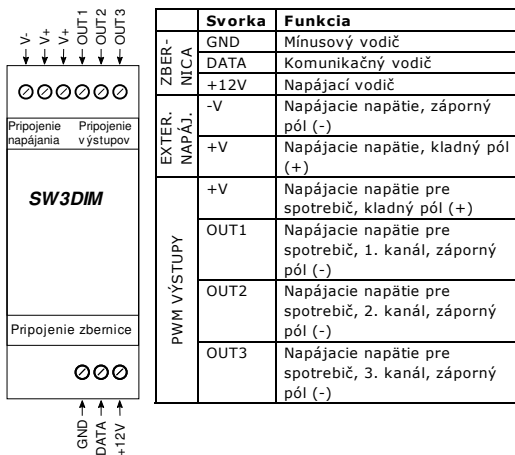 V-
V+
V+
OUT1
OUT2
OUT3
Pripojenie
napájania
Pripojenie
výstupov
SW3DIM
Pripojenie zbernice
GND
DATA
+12V
Svorka Funkcia
ZBER-
NICA
GND Mínusový vodič
DATA Komunikačný vodič
+12V Napájací vodič
EXTER.
NAPÁJ.
-V Napájacie napätie, záporný
pól (-)
+V Napájacie napätie, kladný pól
(+)
PWM VÝSTUPY
+V Napájacie napätie pre
spotrebič, kladný pól (+)
OUT1 Napájacie napätie pre
spotrebič, 1. kanál, záporný
pól (-)
OUT2 Napájacie napätie pre
spotrebič, 2. kanál, záporný
pól (-)
OUT3 Napájacie napätie pre
spotrebič, 3. kanál, záporný
pól (-)